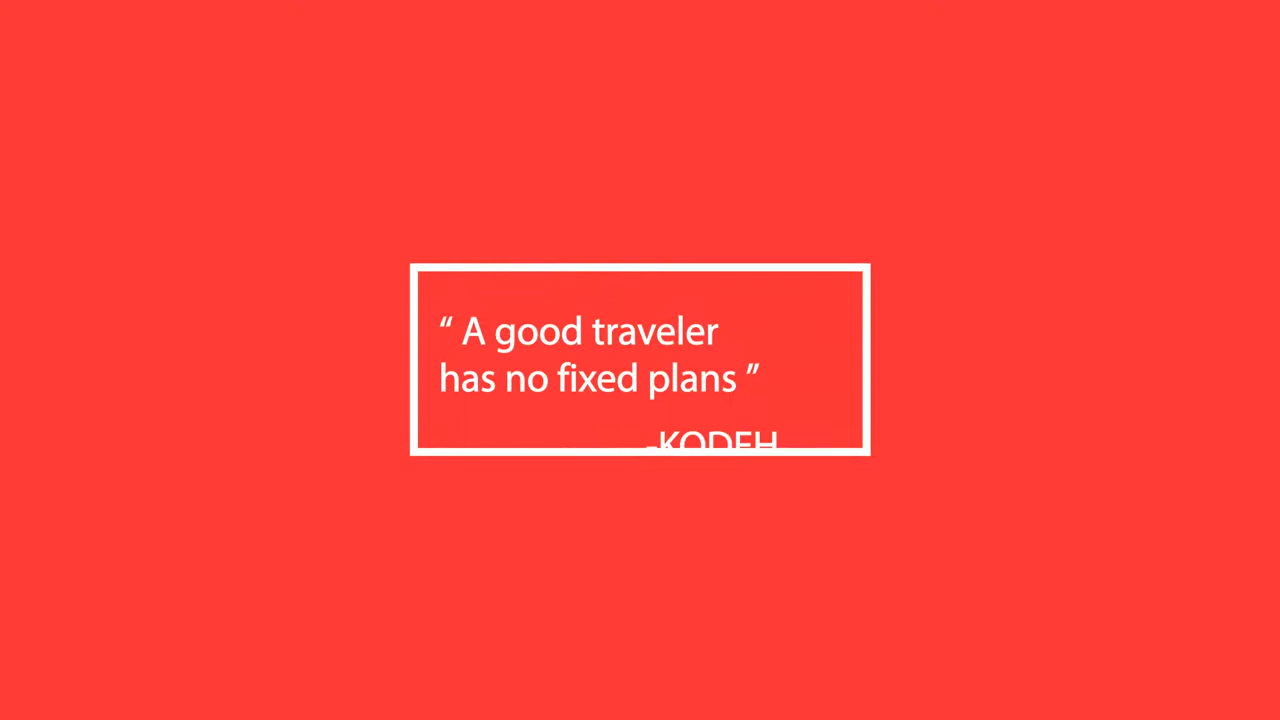 “ A good traveler
has no fixed plans ”